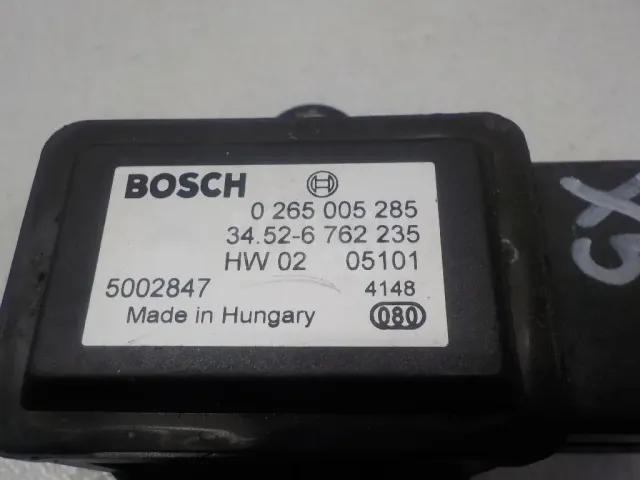 BOSCH
0 265 005 285
34.52-6 762 235
HW 02 05101
5002847 4148
Made in Hungary 080
X5